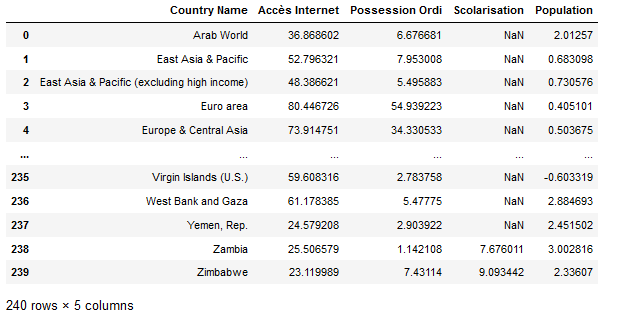 Country Name Accès Internet Possession Ordi Scolarisation Population
0 Arab World 36.868602 6.676681 NaN 2.01257
1 East Asia & Pacific 52.796321 7.953008 NaN 0.683098
2 East Asia & Pacific (excluding high income) 48.386621 5.495883 NaN 0.730576
3 Euro area 80.446726 54.939223 NaN 0.405101
4 Europe & Central Asia 73.914751 34.330533 NaN 0.503675
... ... ... ... ... ...
235 Virgin Islands (U.S.) 59.608316 2.783758 NaN -0.603319
236 West Bank and Gaza 61.178385 5.47775 NaN 2.884693
237 Yemen, Rep. 24.579208 2.903922 NaN 2.451502
238 Zambia 25.506579 1.142108 7.676011 3.002816
239 Zimbabwe 23.119989 7.43114 9.093442 2.33607
240 rows × 5 columns